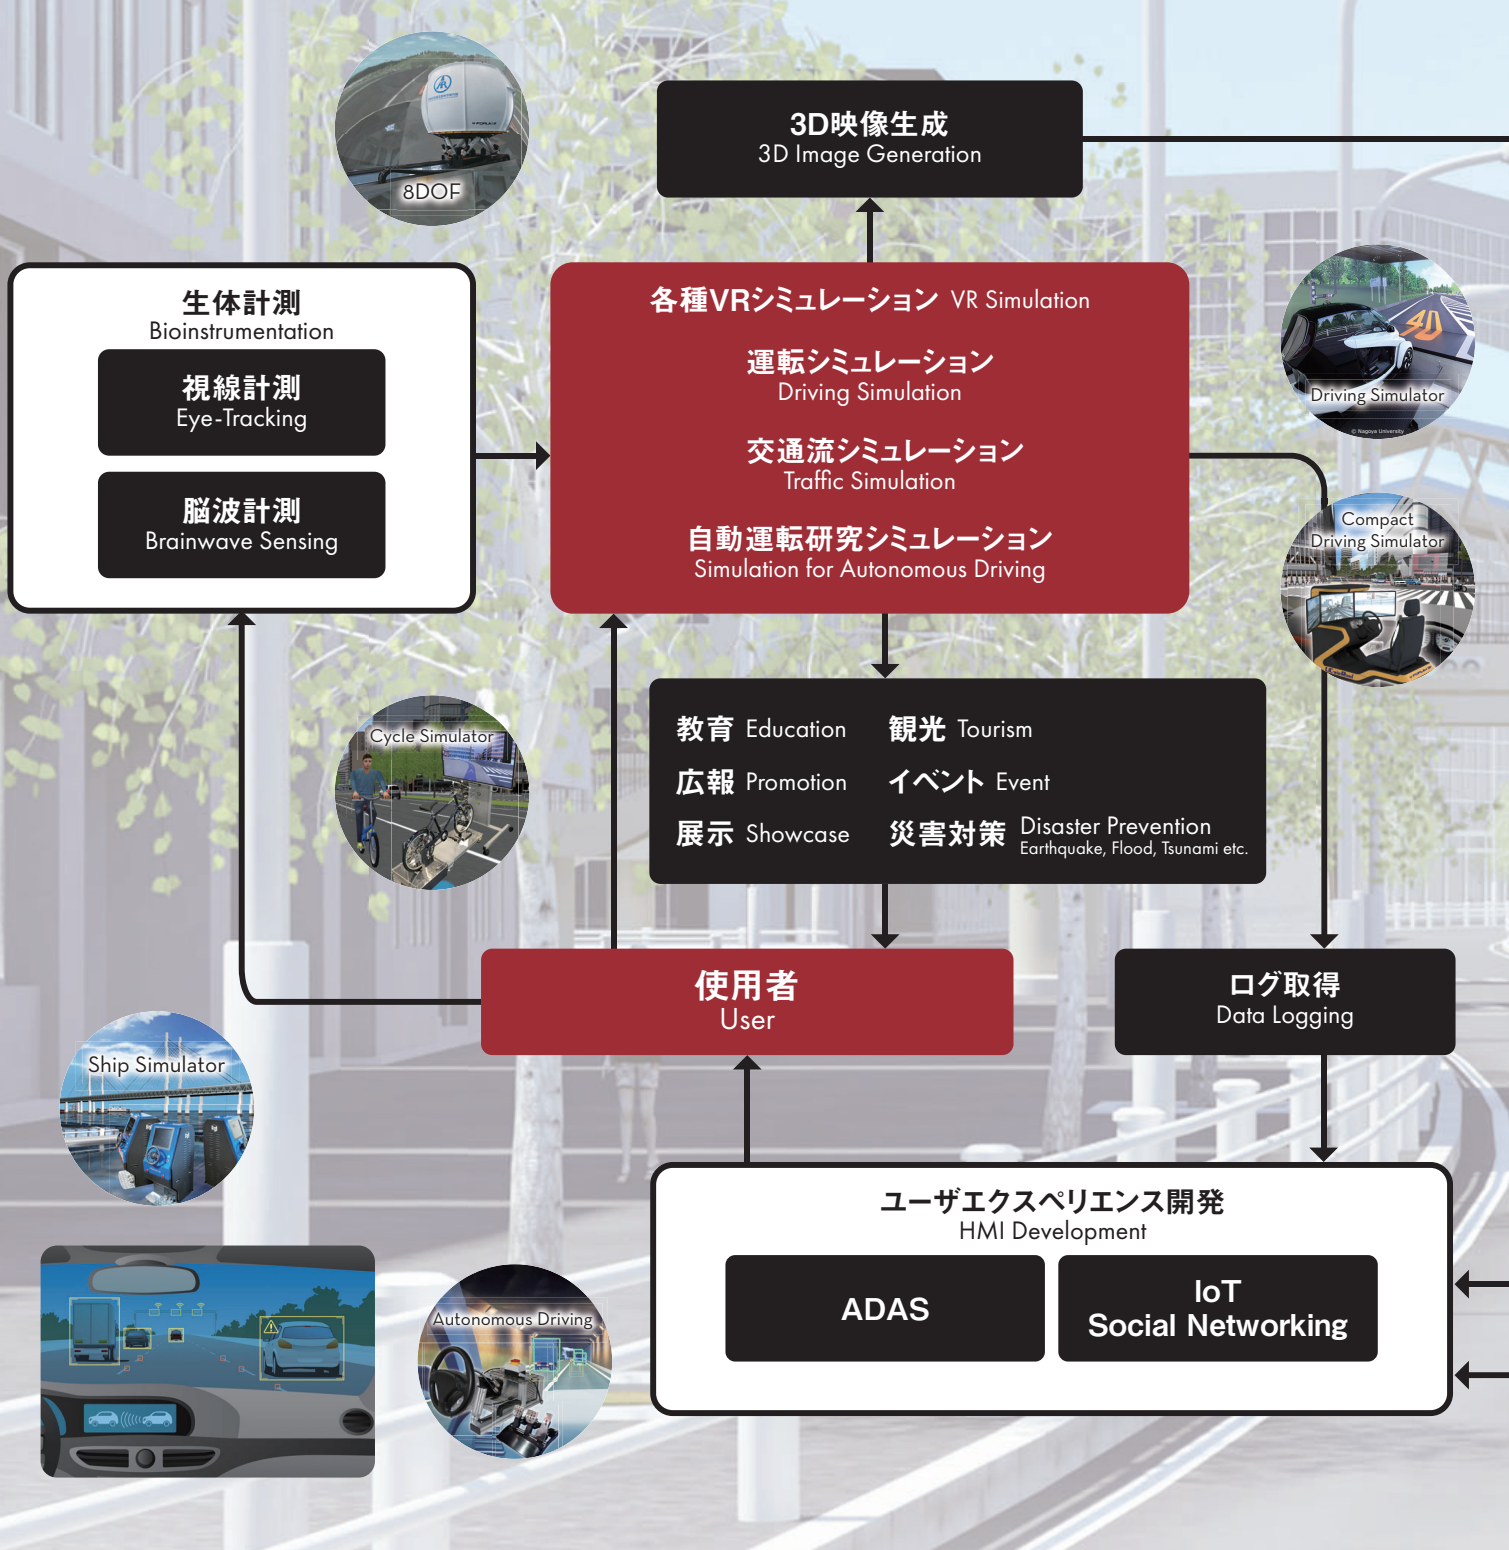 8DOF
3D映像生成
3D Image Generation
生体計測
Bioinstrumentation
視線計測
Eye-Tracking
脳波計測
Brainwave Sensing
各種VRシミュレーション VR Simulation
運転シミュレーション
Driving Simulation
交通流シミュレーション
Traffic Simulation
自動運転研究シミュレーション
Simulation for Autonomous Driving
Driving Simulator
© Nagoya University
Compact
Driving Simulator
Cycle Simulator
教育 Education 観光 Tourism
広報 Promotion イベント Event
展示 Showcase 災害対策 Disaster Prevention
Earthquake, Flood, Tsunami etc.
使用者
User
ログ取得
Data Logging
Ship Simulator
ユーザエクスペリエンス開発
HMI Development
ADAS
IoT
Social Networking
Autonomous Driving